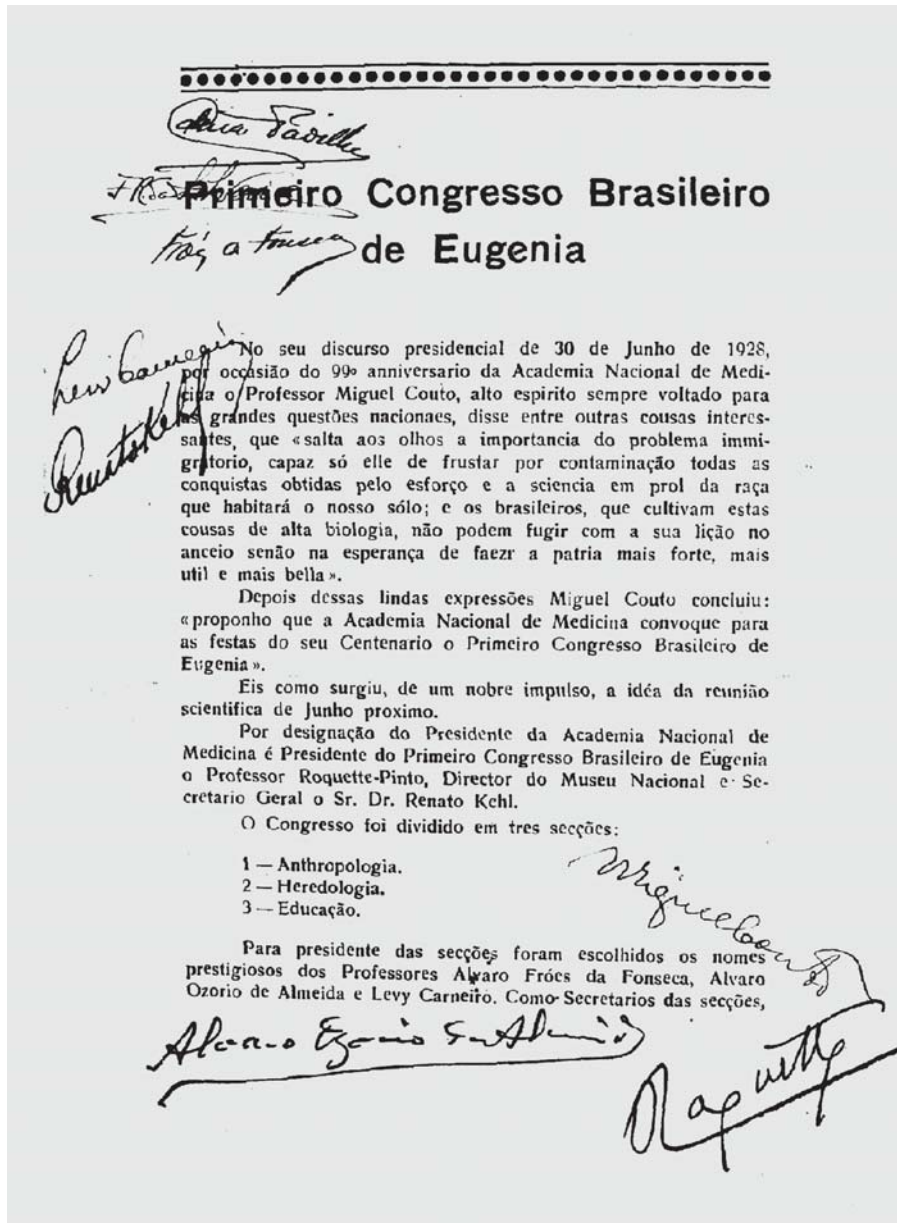 Primeiro Congresso Brasileiro
de Eugenia
No seu discurso presidencial de 30 de Junho de 1928,
por occasião do 99º anniversario da Academia Nacional de Medi-
cina o Professor Miguel Couto, alto espirito sempre voltado para
as grandes questões nacionaes, disse entre outras cousas interes-
santes, que «salta aos olhos a importancia do problema immi-
gratorio, capaz só elle de frustar por contaminação todas as
conquistas obtidas pelo esforço e a sciencia em prol da raça
que habitará o nosso sólo; e os brasileiros, que cultivam estas
cousas de alta biologia, não podem fugir com a sua lição no
anceio senão na esperança de faezr a patria mais forte, mais
util e mais bella».
Depois dessas lindas expressões Miguel Couto concluiu:
«proponho que a Academia Nacional de Medicina convoque para
as festas do seu Centenario o Primeiro Congresso Brasileiro de
Eugenia».
Eis como surgiu, de um nobre impulso, a idéa da reunião
scientifica de Junho proximo.
Por designação do Presidente da Academia Nacional de
Medicina é Presidente do Primeiro Congresso Brasileiro de Eugenia
o Professor Roquette-Pinto, Director do Museu Nacional e Se-
cretario Geral o Sr. Dr. Renato Kehl.
O Congresso foi dividido em tres secções:
1 — Anthropologia.
2 — Heredologia.
3 — Educação.
Para presidente das secções foram escolhidos os nomes
prestigiosos dos Professores Alvaro Fróes da Fonseca, Alvaro
Ozorio de Almeida e Levy Carneiro. Como Secretarios das secções,
Renato Kehl
Miguel Couto
Roquette